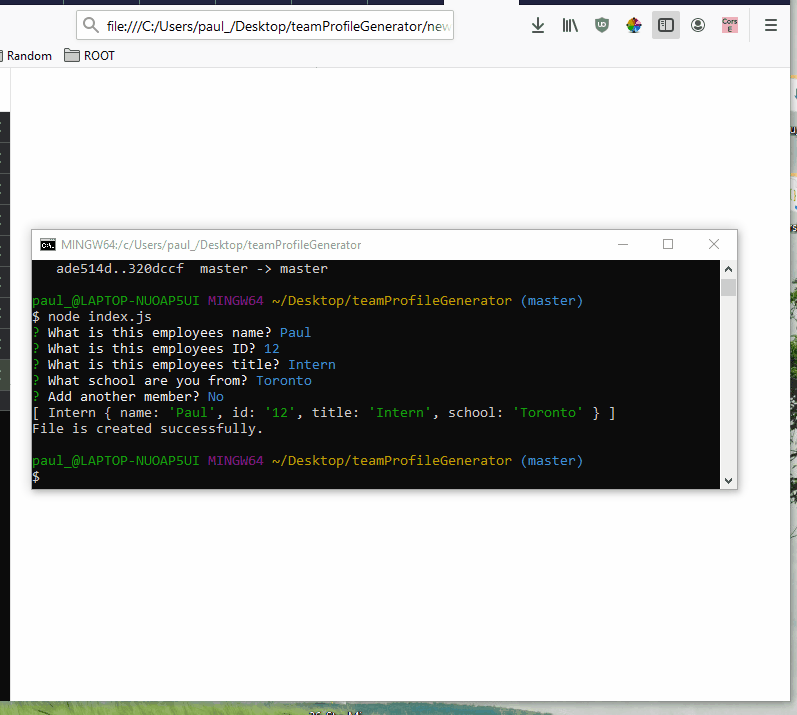 file:///C:/Users/paul_/Desktop/teamProfileGenerator/new
Cors
E
Random
ROOT
MINGW64:/c/Users/paul_/Desktop/teamProfileGenerator
ade514d..320dccf  master -> master
paul_@LAPTOP-NUOAP5UI MINGW64 ~/Desktop/teamProfileGenerator (master)
$ node index.js
? What is this employees name? Paul
? What is this employees ID? 12
? What is this employees title? Intern
? What school are you from? Toronto
? Add another member? No
[ Intern { name: 'Paul', id: '12', title: 'Intern', school: 'Toronto' } ]
File is created successfully.
paul_@LAPTOP-NUOAP5UI MINGW64 ~/Desktop/teamProfileGenerator (master)
$